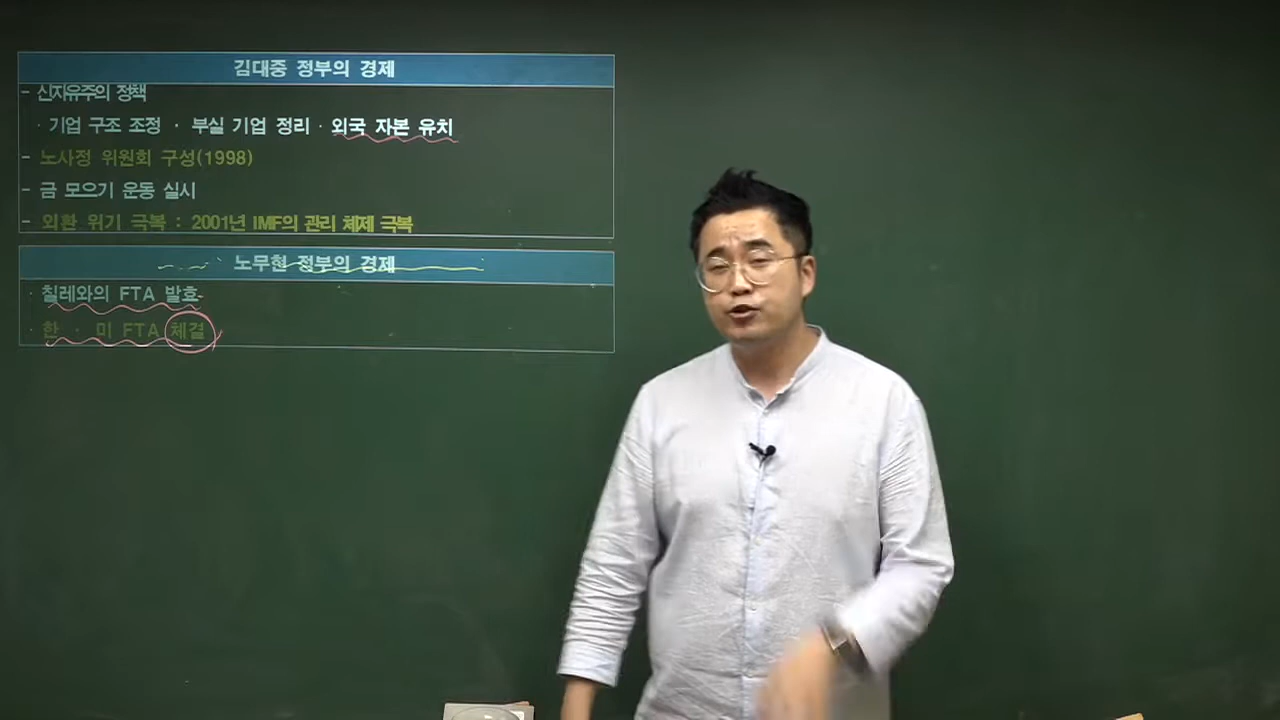 김대중 정부의 경제
- 신자유주의 정책
· 기업 구조 조정 · 부실 기업 정리 · 외국 자본 유치
- 노사정 위원회 구성(1998)
- 금 모으기 운동 실시
- 외환 위기 극복 : 2001년 IMF의 관리 체제 극복
노무현 정부의 경제
· 칠레와의 FTA 발효
· 한 · 미 FTA 체결